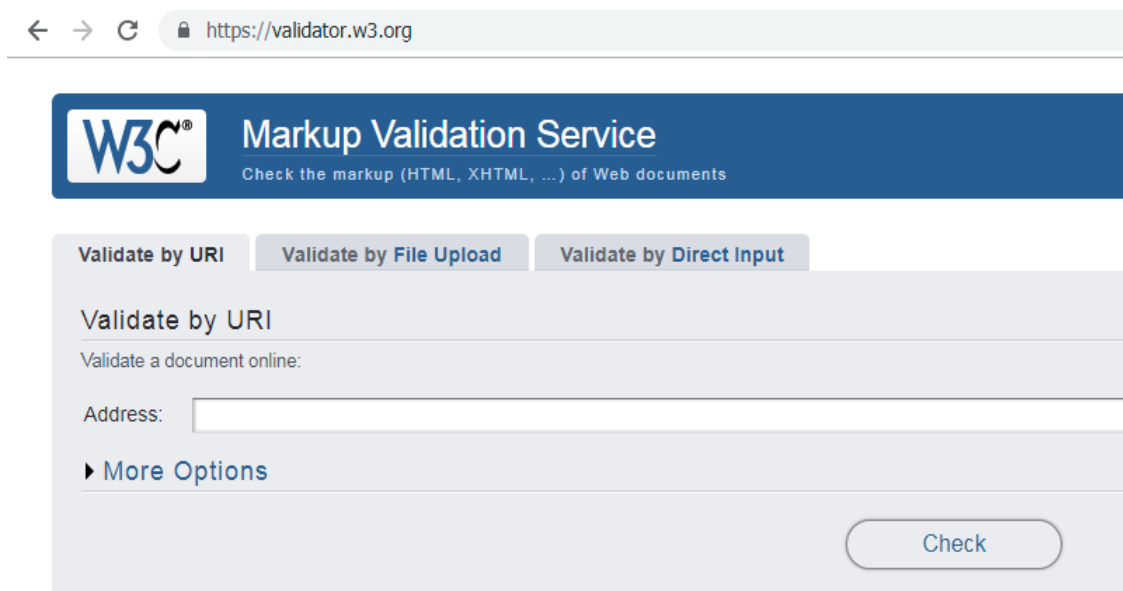 https://validator.w3.org
W3C®
Markup Validation Service
Check the markup (HTML, XHTML, ...) of Web documents
Validate by URI Validate by File Upload Validate by Direct Input
Validate by URI
Validate a document online:
Address:
More Options
Check